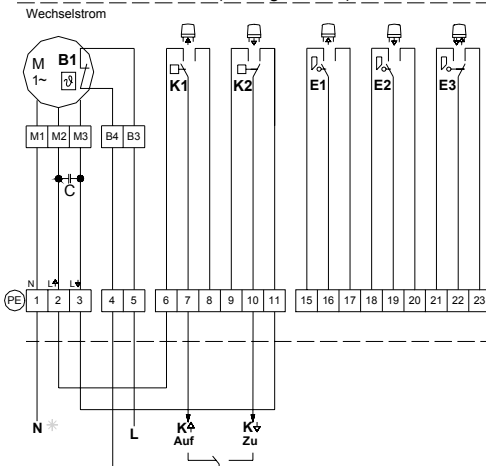 Wechselstrom
M B1
1~ ϑ
K1 K2 E1 E2 E3
M1 M2 M3 B4 B3
C
N L L
PE 1 2 3 4 5 6 7 8 9 10 11 15 16 17 18 19 20 21 22 23
N * L K K
Auf Zu